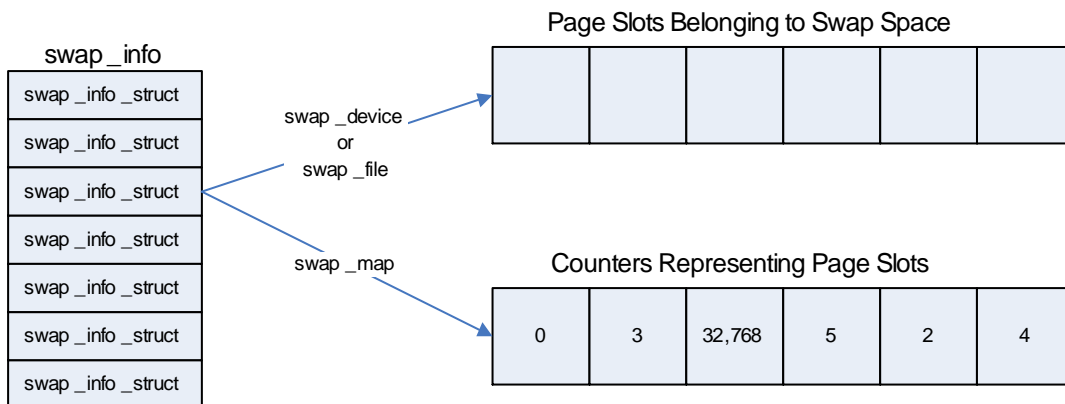 Page Slots Belonging to Swap Space
swap _info
swap _info _struct
swap _info _struct
swap _info _struct
swap _info _struct
swap _info _struct
swap _info _struct
swap _info _struct
swap _device
or
swap _file
swap _map
Counters Representing Page Slots
0 3 32,768 5 2 4